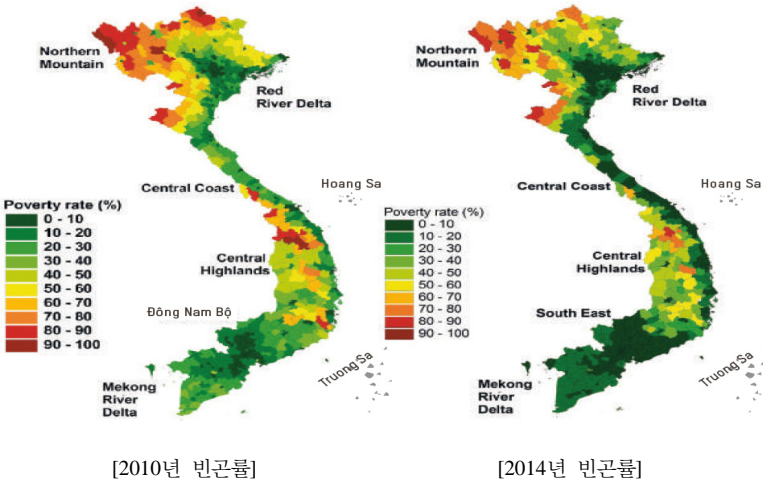 Northern
Mountain
Red
River Delta
Central Coast
Hoang Sa
Poverty rate (%)
0 - 10
10 - 20
20 - 30
30 - 40
40 - 50
50 - 60
60 - 70
70 - 80
80 - 90
90 - 100
Central
Highlands
Đông Nam Bộ
Truong Sa
Mekong
River
Delta
[2010년 빈곤률]
Northern
Mountain
Red
River Delta
Central Coast
Hoang Sa
Poverty rate (%)
0 - 10
10 - 20
20 - 30
30 - 40
40 - 50
50 - 60
60 - 70
70 - 80
80 - 90
90 - 100
Central
Highlands
South East
Truong Sa
Mekong
River
Delta
[2014년 빈곤률]